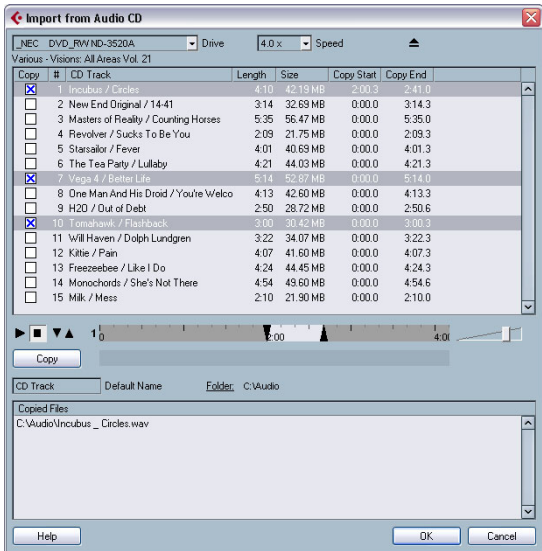 Import from Audio CD
_NEC DVD_RW ND-3520A Drive 4.0 x Speed
Various - Visions: All Areas Vol. 21
Copy # CD Track Length Size Copy Start Copy End
1 Incubus / Circles 4:10 42.19 MB 2:00.3 2:41.0
2 New End Original / 14-41 3:14 32.69 MB 0:00.0 3:14.3
3 Masters of Reality / Counting Horses 5:35 56.47 MB 0:00.0 5:35.0
4 Revolver / Sucks To Be You 2:09 21.75 MB 0:00.0 2:09.3
5 Starsailor / Fever 4:01 40.69 MB 0:00.0 4:01.3
6 The Tea Party / Lullaby 4:21 44.03 MB 0:00.0 4:21.3
7 Vega 4 / Better Life 5:14 52.87 MB 0:00.0 5:14.0
8 One Man And His Droid / You're Welco 4:13 42.60 MB 0:00.0 4:13.3
9 H20 / Out of Debt 2:50 28.72 MB 0:00.0 2:50.6
10 Tomahawk / Flashback 3:00 30.42 MB 0:00.0 3:00.3
11 Will Haven / Dolph Lundgren 3:22 34.07 MB 0:00.0 3:22.3
12 Kittie / Pain 4:07 41.60 MB 0:00.0 4:07.3
13 Freezeebee / Like I Do 4:24 44.45 MB 0:00.0 4:24.3
14 Monochords / She's Not There 4:54 49.60 MB 0:00.0 4:54.6
15 Milk / Mess 2:10 21.90 MB 0:00.0 2:10.0
1 0 2:00 4:00
Copy
CD Track Default Name Folder: C:\Audio
Copied Files
C:\Audio\Incubus _ Circles.wav
Help OK Cancel